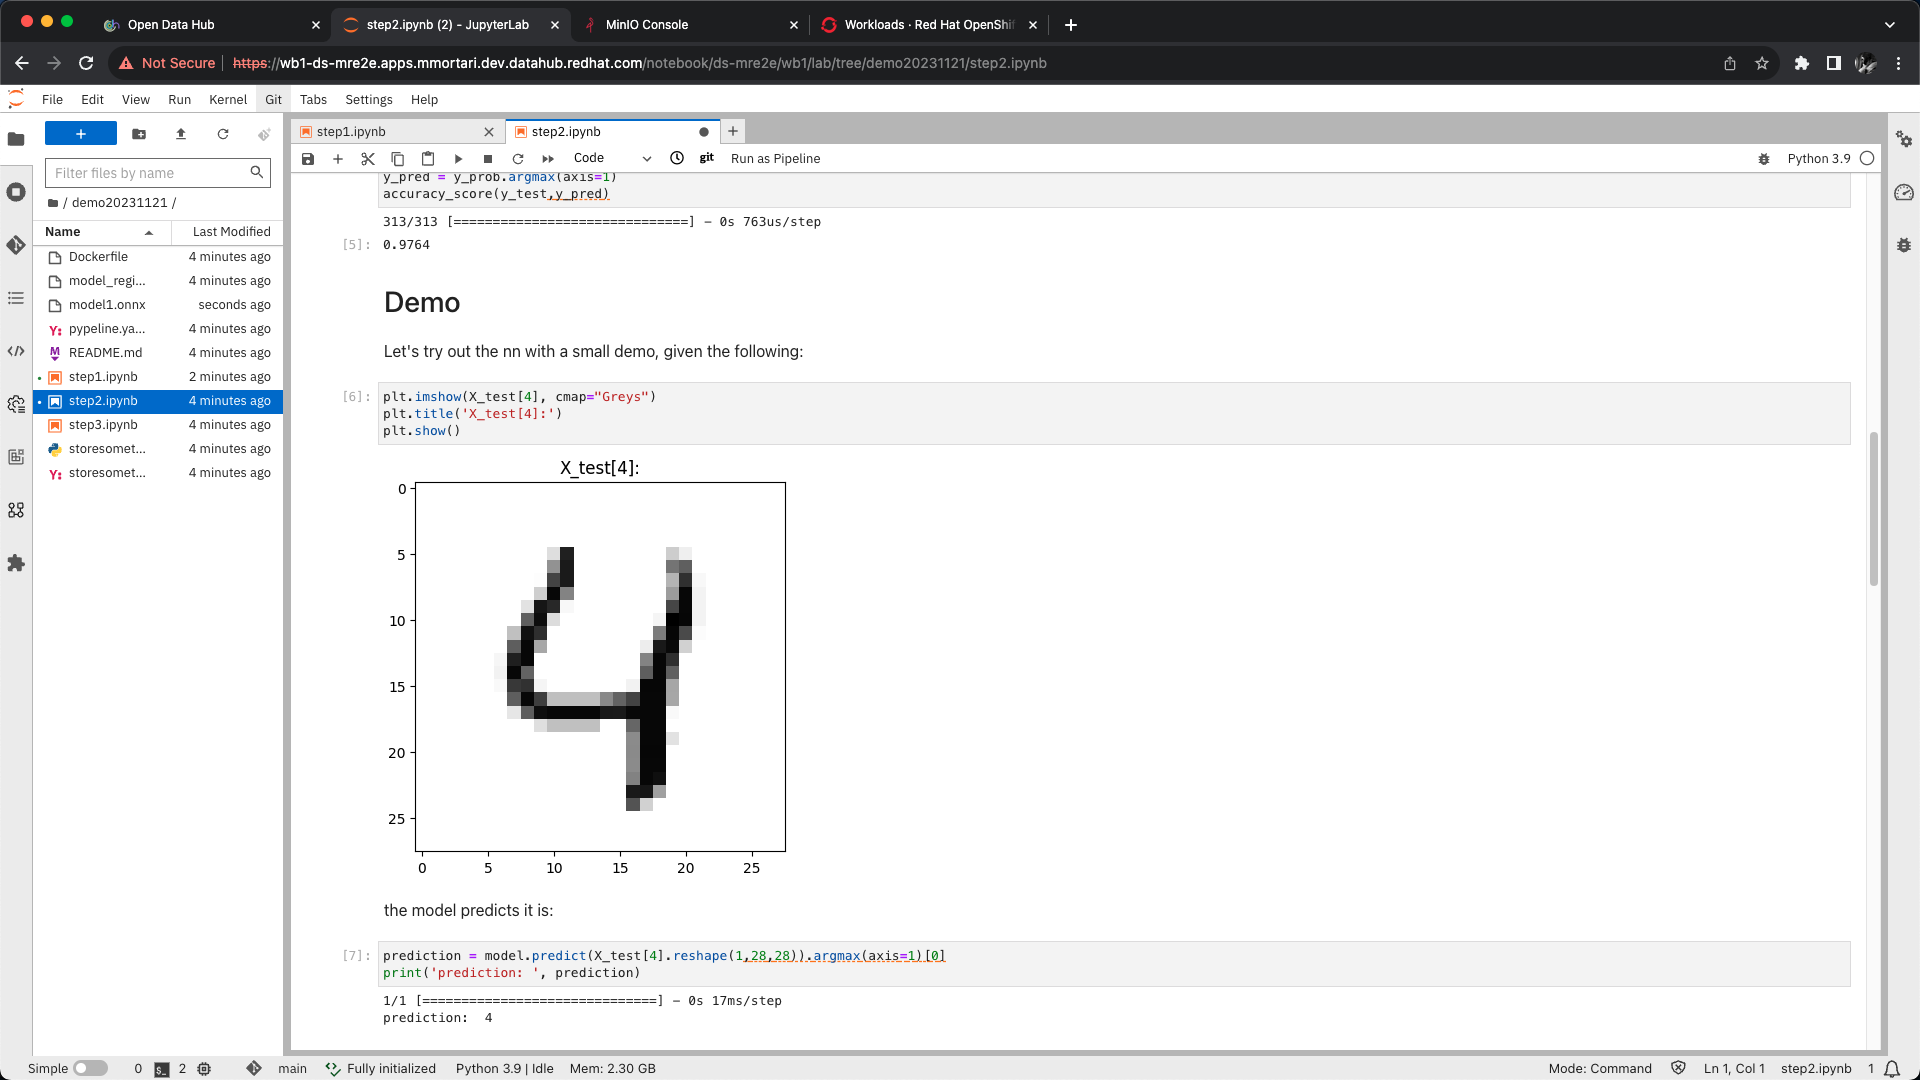 Open Data Hub
step2.ipynb (2) - JupyterLab
MinIO Console
Workloads · Red Hat OpenShif
Not Secure
https://wb1-ds-mre2e.apps.mmortari.dev.datahub.redhat.com/notebook/ds-mre2e/wb1/lab/tree/demo20231121/step2.ipynb
File Edit View Run Kernel Git Tabs Settings Help
Filter files by name
/ demo20231121 /
Name Last Modified
Dockerfile 4 minutes ago
model_regi... 4 minutes ago
model1.onnx seconds ago
pypeline.ya... 4 minutes ago
README.md 4 minutes ago
step1.ipynb 2 minutes ago
step2.ipynb 4 minutes ago
step3.ipynb 4 minutes ago
storesomet... 4 minutes ago
storesomet... 4 minutes ago
step1.ipynb
step2.ipynb
Code
git
Run as Pipeline
Python 3.9
y_pred = y_prob.argmax(axis=1)
accuracy_score(y_test,y_pred)
313/313 [==============================] - 0s 763us/step
[5]: 0.9764
Demo
Let's try out the nn with a small demo, given the following:
[6]: plt.imshow(X_test[4], cmap="Greys")
plt.title('X_test[4]:')
plt.show()
X_test[4]:
0
5
10
15
20
25
0 5 10 15 20 25
the model predicts it is:
[7]: prediction = model.predict(X_test[4].reshape(1,28,28)).argmax(axis=1)[0]
print('prediction: ', prediction)
1/1 [==============================] - 0s 17ms/step
prediction:  4
Simple 0 2 main Fully initialized Python 3.9 | Idle Mem: 2.30 GB
Mode: Command Ln 1, Col 1 step2.ipynb 1